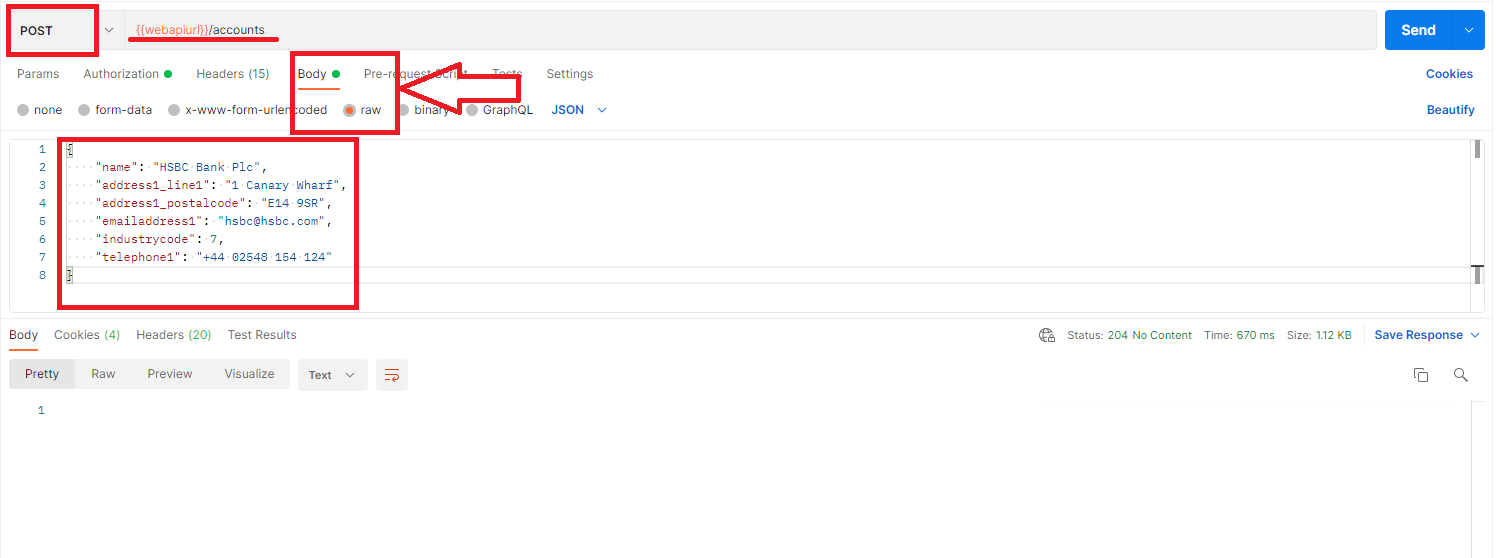 POST {{webapiurl}}/accounts Send
Params Authorization Headers (15) Body Pre-request Script Tests Settings Cookies
none form-data x-www-form-urlencoded raw binary GraphQL JSON Beautify
1 {
2 "name": "HSBC Bank Plc",
3 "address1_line1": "1 Canary Wharf",
4 "address1_postalcode": "E14 9SR",
5 "emailaddress1": "hsbc@hsbc.com",
6 "industrycode": 7,
7 "telephone1": "+44 02548 154 124"
8 }
Body Cookies (4) Headers (20) Test Results Status: 204 No Content Time: 670 ms Size: 1.12 KB Save Response
Pretty Raw Preview Visualize Text
1